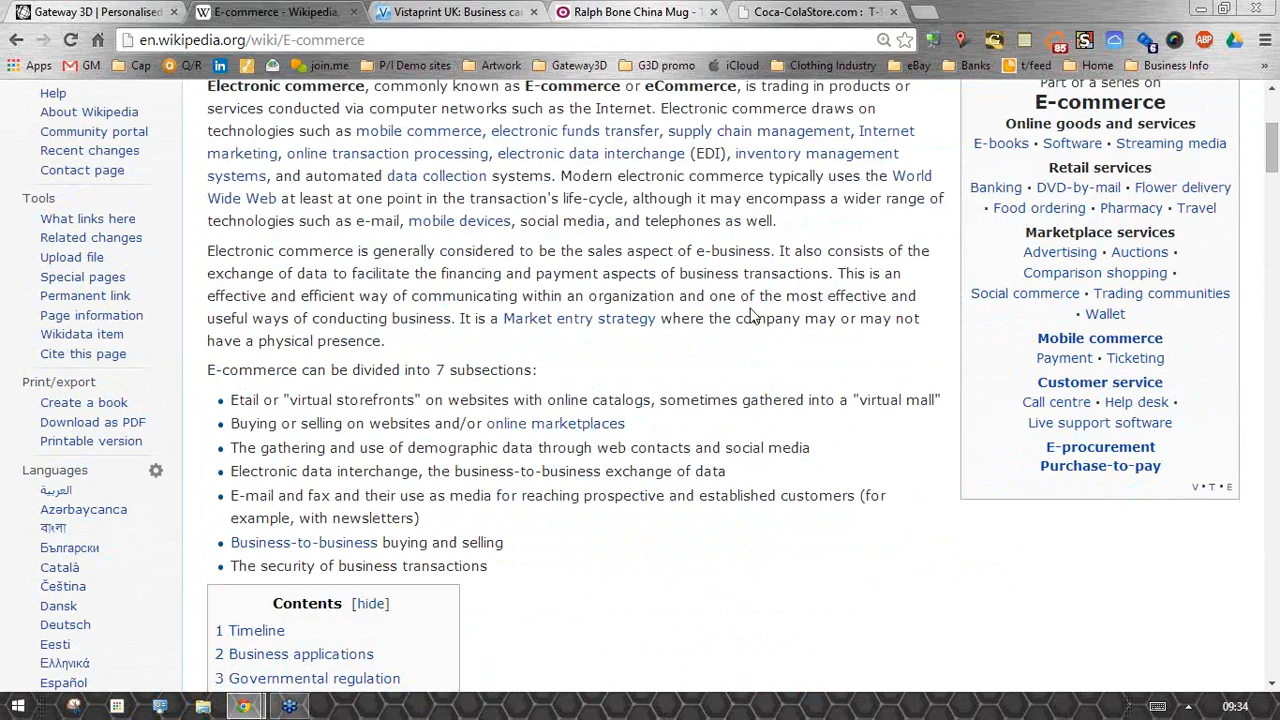 Gateway 3D | Personalised
E-commerce - Wikipedia,
Vistaprint UK: Business ca
Ralph Bone China Mug -
Coca-ColaStore.com : T-
en.wikipedia.org/wiki/E-commerce
85
6
ABP
Apps
GM
Cap
Q/R
join.me
P/I Demo sites
Artwork
Gateway3D
G3D promo
iCloud
Clothing Industry
eBay
Banks
t/feed
Home
Business Info
Help
About Wikipedia
Community portal
Recent changes
Contact page
Tools
What links here
Related changes
Upload file
Special pages
Permanent link
Page information
Wikidata item
Cite this page
Print/export
Create a book
Download as PDF
Printable version
Languages
العربية
Azərbaycanca
বাংলা
Български
Català
Čeština
Dansk
Deutsch
Eesti
Ελληνικά
Español
Electronic commerce, commonly known as E-commerce or eCommerce, is trading in products or
services conducted via computer networks such as the Internet. Electronic commerce draws on
technologies such as mobile commerce, electronic funds transfer, supply chain management, Internet
marketing, online transaction processing, electronic data interchange (EDI), inventory management
systems, and automated data collection systems. Modern electronic commerce typically uses the World
Wide Web at least at one point in the transaction's life-cycle, although it may encompass a wider range of
technologies such as e-mail, mobile devices, social media, and telephones as well.
Electronic commerce is generally considered to be the sales aspect of e-business. It also consists of the
exchange of data to facilitate the financing and payment aspects of business transactions. This is an
effective and efficient way of communicating within an organization and one of the most effective and
useful ways of conducting business. It is a Market entry strategy where the company may or may not
have a physical presence.
E-commerce can be divided into 7 subsections:
• Etail or "virtual storefronts" on websites with online catalogs, sometimes gathered into a "virtual mall"
• Buying or selling on websites and/or online marketplaces
• The gathering and use of demographic data through web contacts and social media
• Electronic data interchange, the business-to-business exchange of data
• E-mail and fax and their use as media for reaching prospective and established customers (for
example, with newsletters)
• Business-to-business buying and selling
• The security of business transactions
Contents [hide]
1 Timeline
2 Business applications
3 Governmental regulation
Part of a series on
E-commerce
Online goods and services
E-books • Software • Streaming media
Retail services
Banking • DVD-by-mail • Flower delivery
• Food ordering • Pharmacy • Travel
Marketplace services
Advertising • Auctions •
Comparison shopping •
Social commerce • Trading communities
• Wallet
Mobile commerce
Payment • Ticketing
Customer service
Call centre • Help desk •
Live support software
E-procurement
Purchase-to-pay
V • T • E
09:34